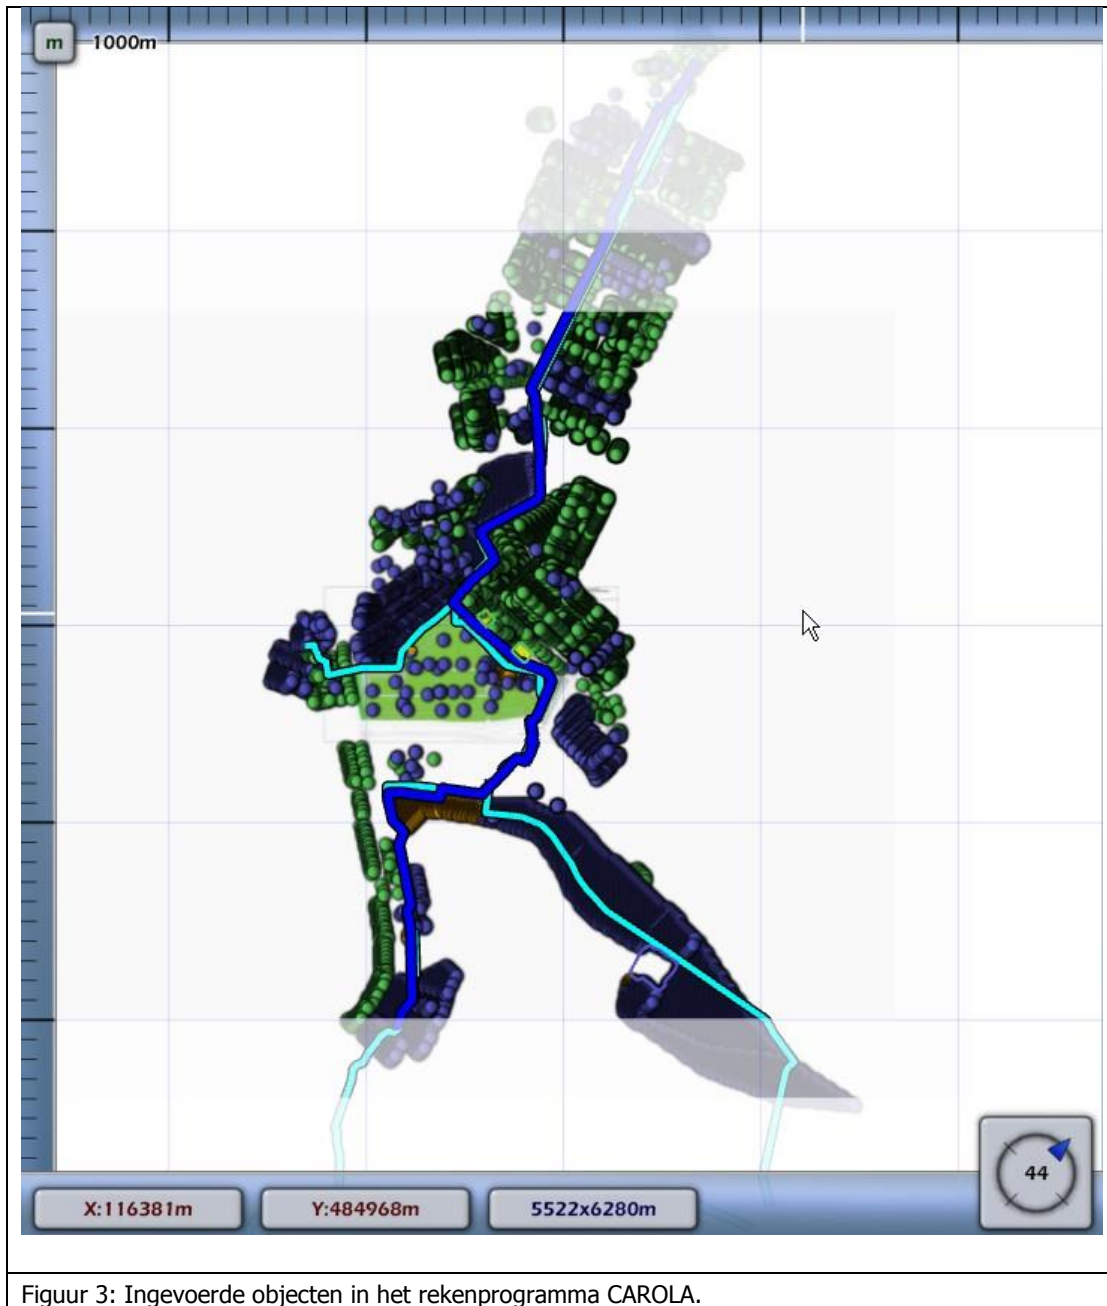 m 1000m
44
X:116381m Y:484968m 5522x6280m
Figuur 3: Ingevoerde objecten in het rekenprogramma CAROLA.